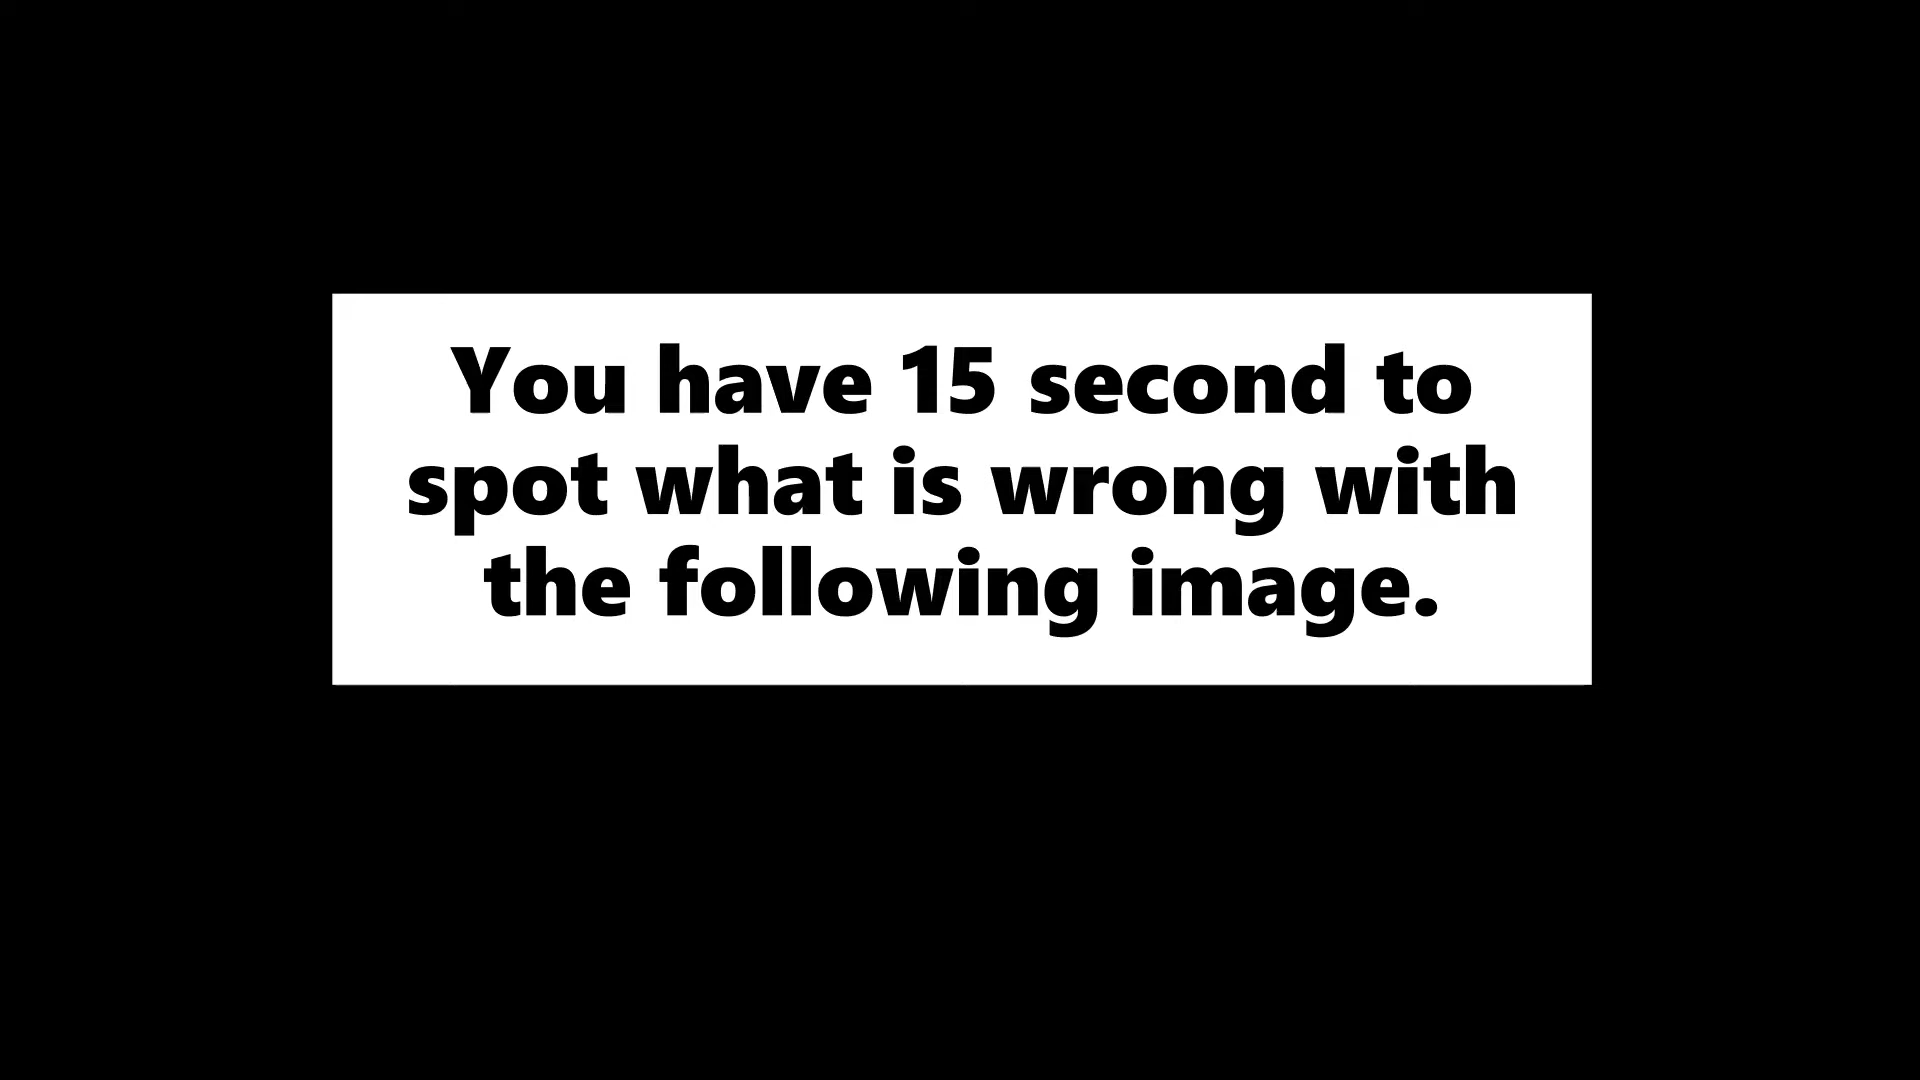 You have 15 second to
spot what is wrong with
the following image.